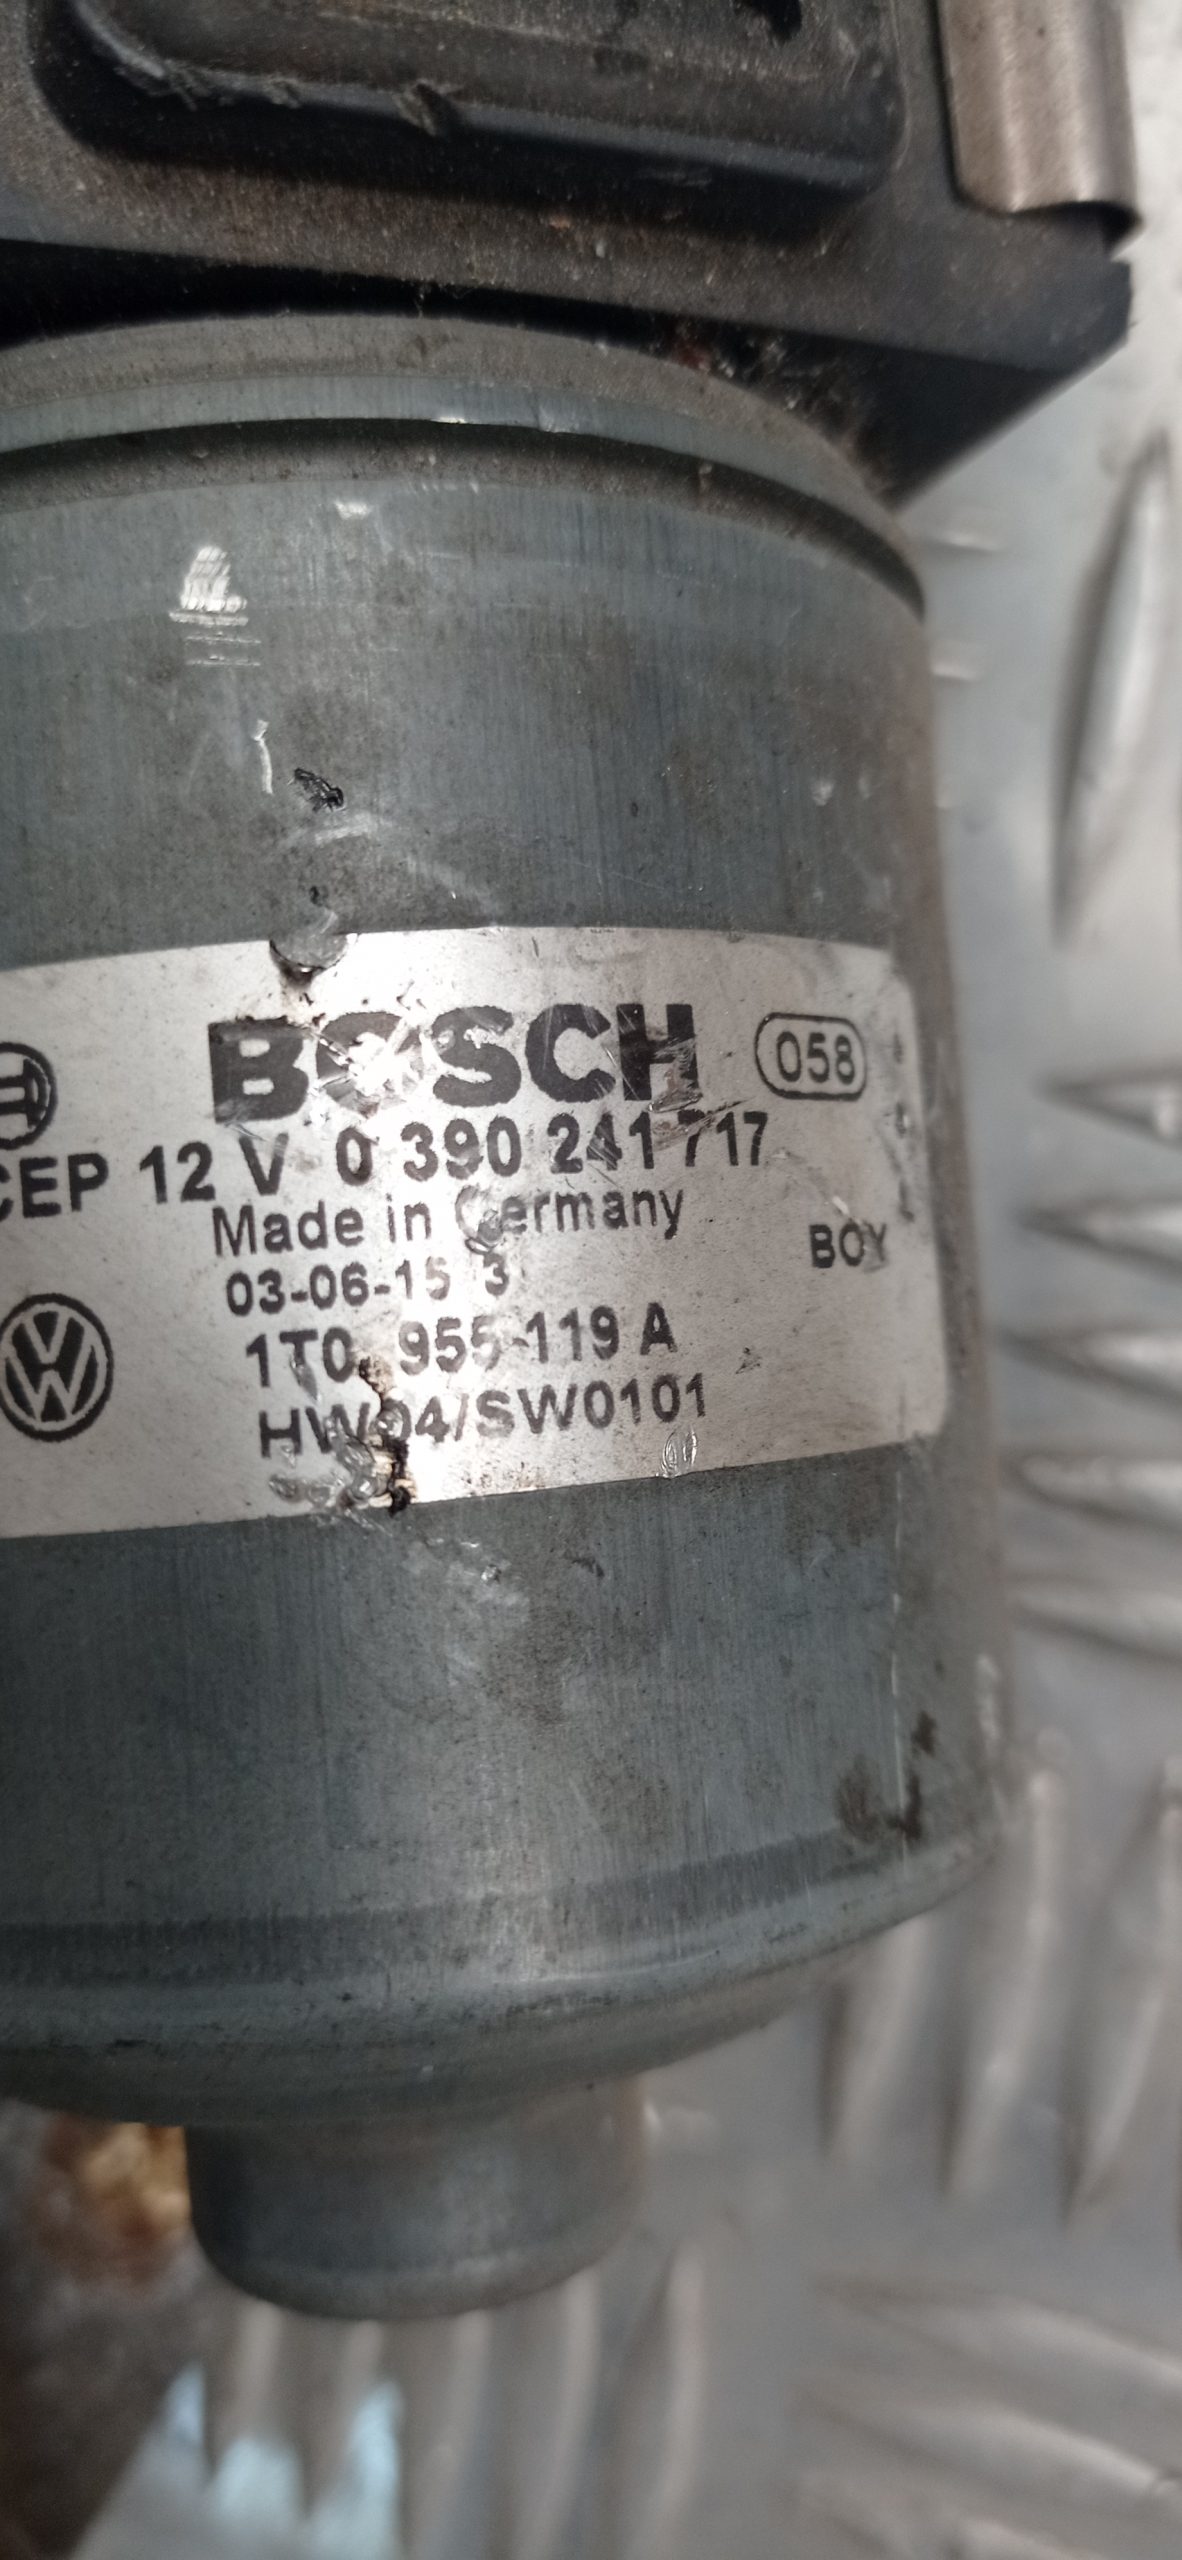 BOSCH 058
CEP 12 V 0 390 241 717
Made in Germany
BOY
03-06-15 3
1T0 955-119 A
VW
HW04/SW0101